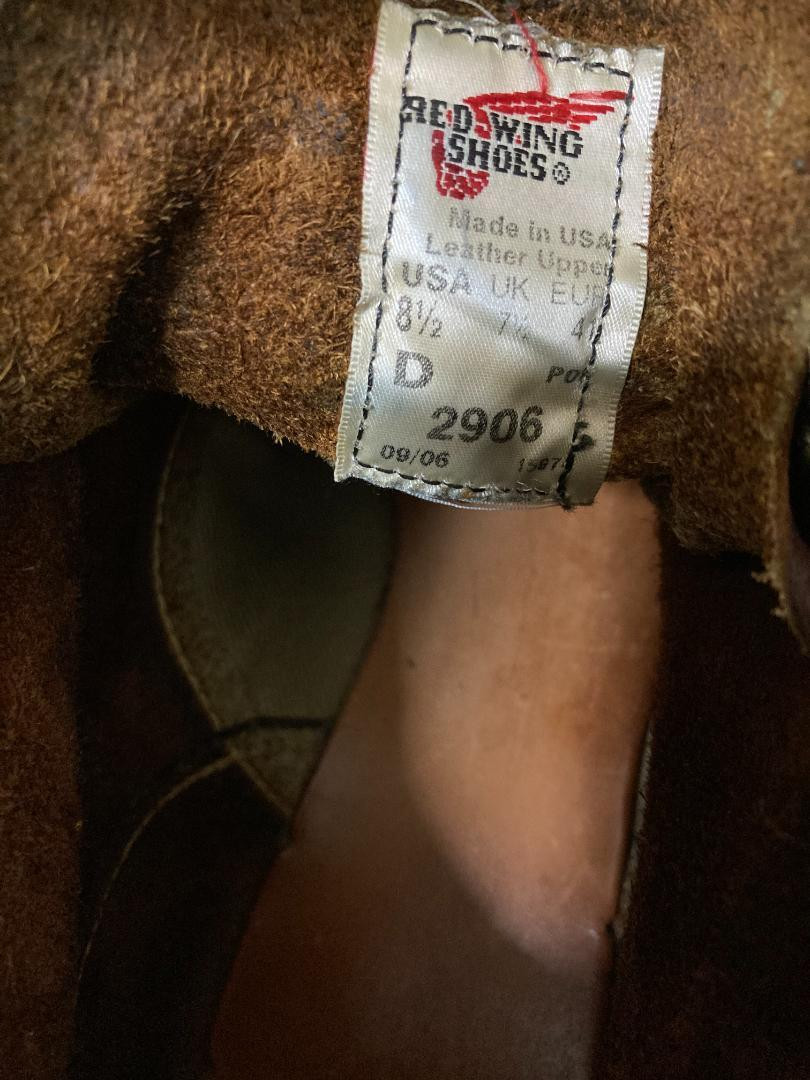 RED WING
SHOES®
Made in USA
Leather Upper
USA UK EUR
8½ 7½
D
2906
09/06